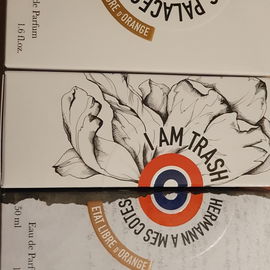 de Parfum
1.6 fl.oz.
RE D'ORANGE
S PALACES
I AM TRASH
HERMANN A MES COTES
ETAT LIBRE D'ORANGE
Eau de Parf
50 ml